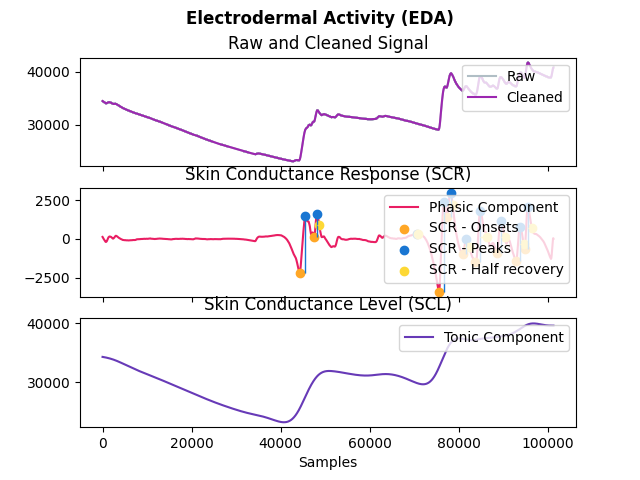 Electrodermal Activity (EDA)
Raw and Cleaned Signal
40000
30000
Raw
Cleaned
Skin Conductance Response (SCR)
2500
0
−2500
Phasic Component
SCR - Onsets
SCR - Peaks
SCR - Half recovery
Skin Conductance Level (SCL)
40000
30000
Tonic Component
0 20000 40000 60000 80000 100000
Samples